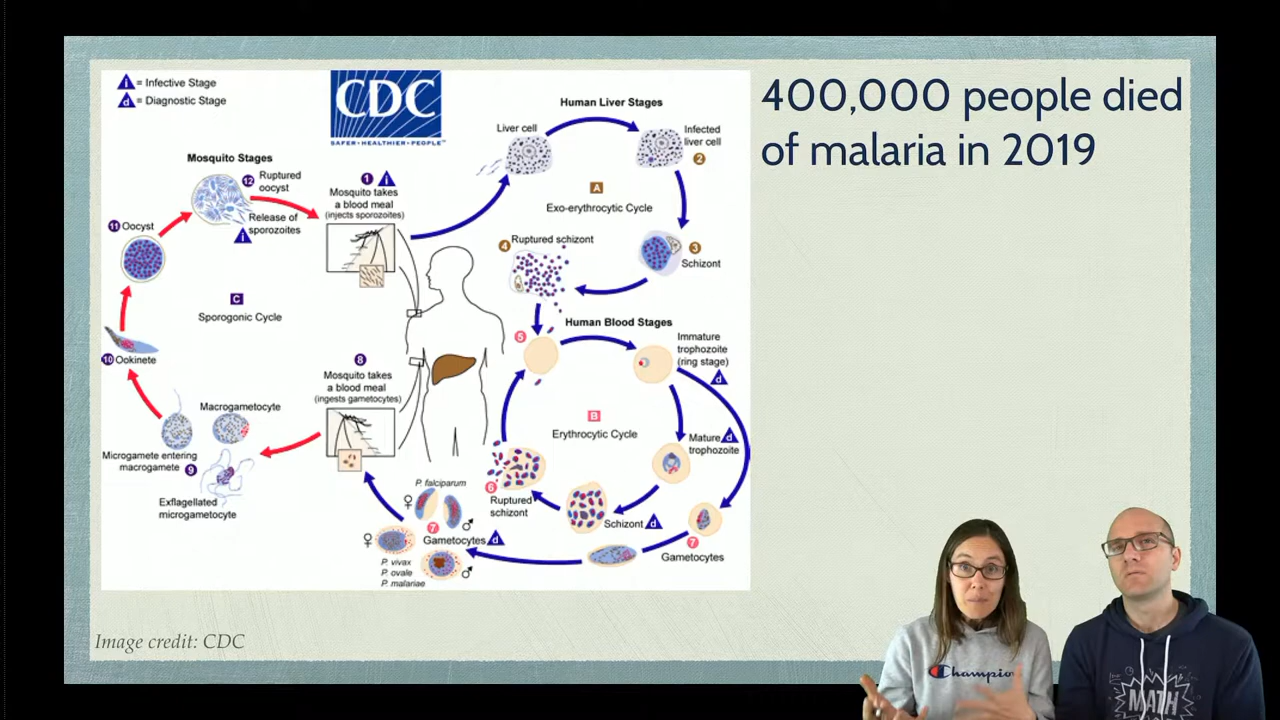 400,000 people died
of malaria in 2019
i = Infective Stage
d = Diagnostic Stage
CDC
SAFER • HEALTHIER • PEOPLE™
Human Liver Stages
Liver cell
Infected
liver cell
2
A
Exo-erythrocytic Cycle
Mosquito Stages
12 Ruptured
oocyst
1 i
Mosquito takes
a blood meal
(injects sporozoites)
11 Oocyst
Release of
sporozoites
i
4 Ruptured schizont
3
Schizont
C
Sporogonic Cycle
Human Blood Stages
5
Immature
trophozoite
(ring stage)
d
10 Ookinete
8
Mosquito takes
a blood meal
(ingests gametocytes)
Macrogametocyte
B
Erythrocytic Cycle
Mature d
trophozoite
Microgamete entering
macrogamete 9
Exflagellated
microgametocyte
P. falciparum
♀
7
♂
Gametocytes d
6
Ruptured
schizont
Schizont d
7
Gametocytes
♀
P. vivax
P. ovale
P. malariae
♂
Image credit: CDC
Champion
MATH